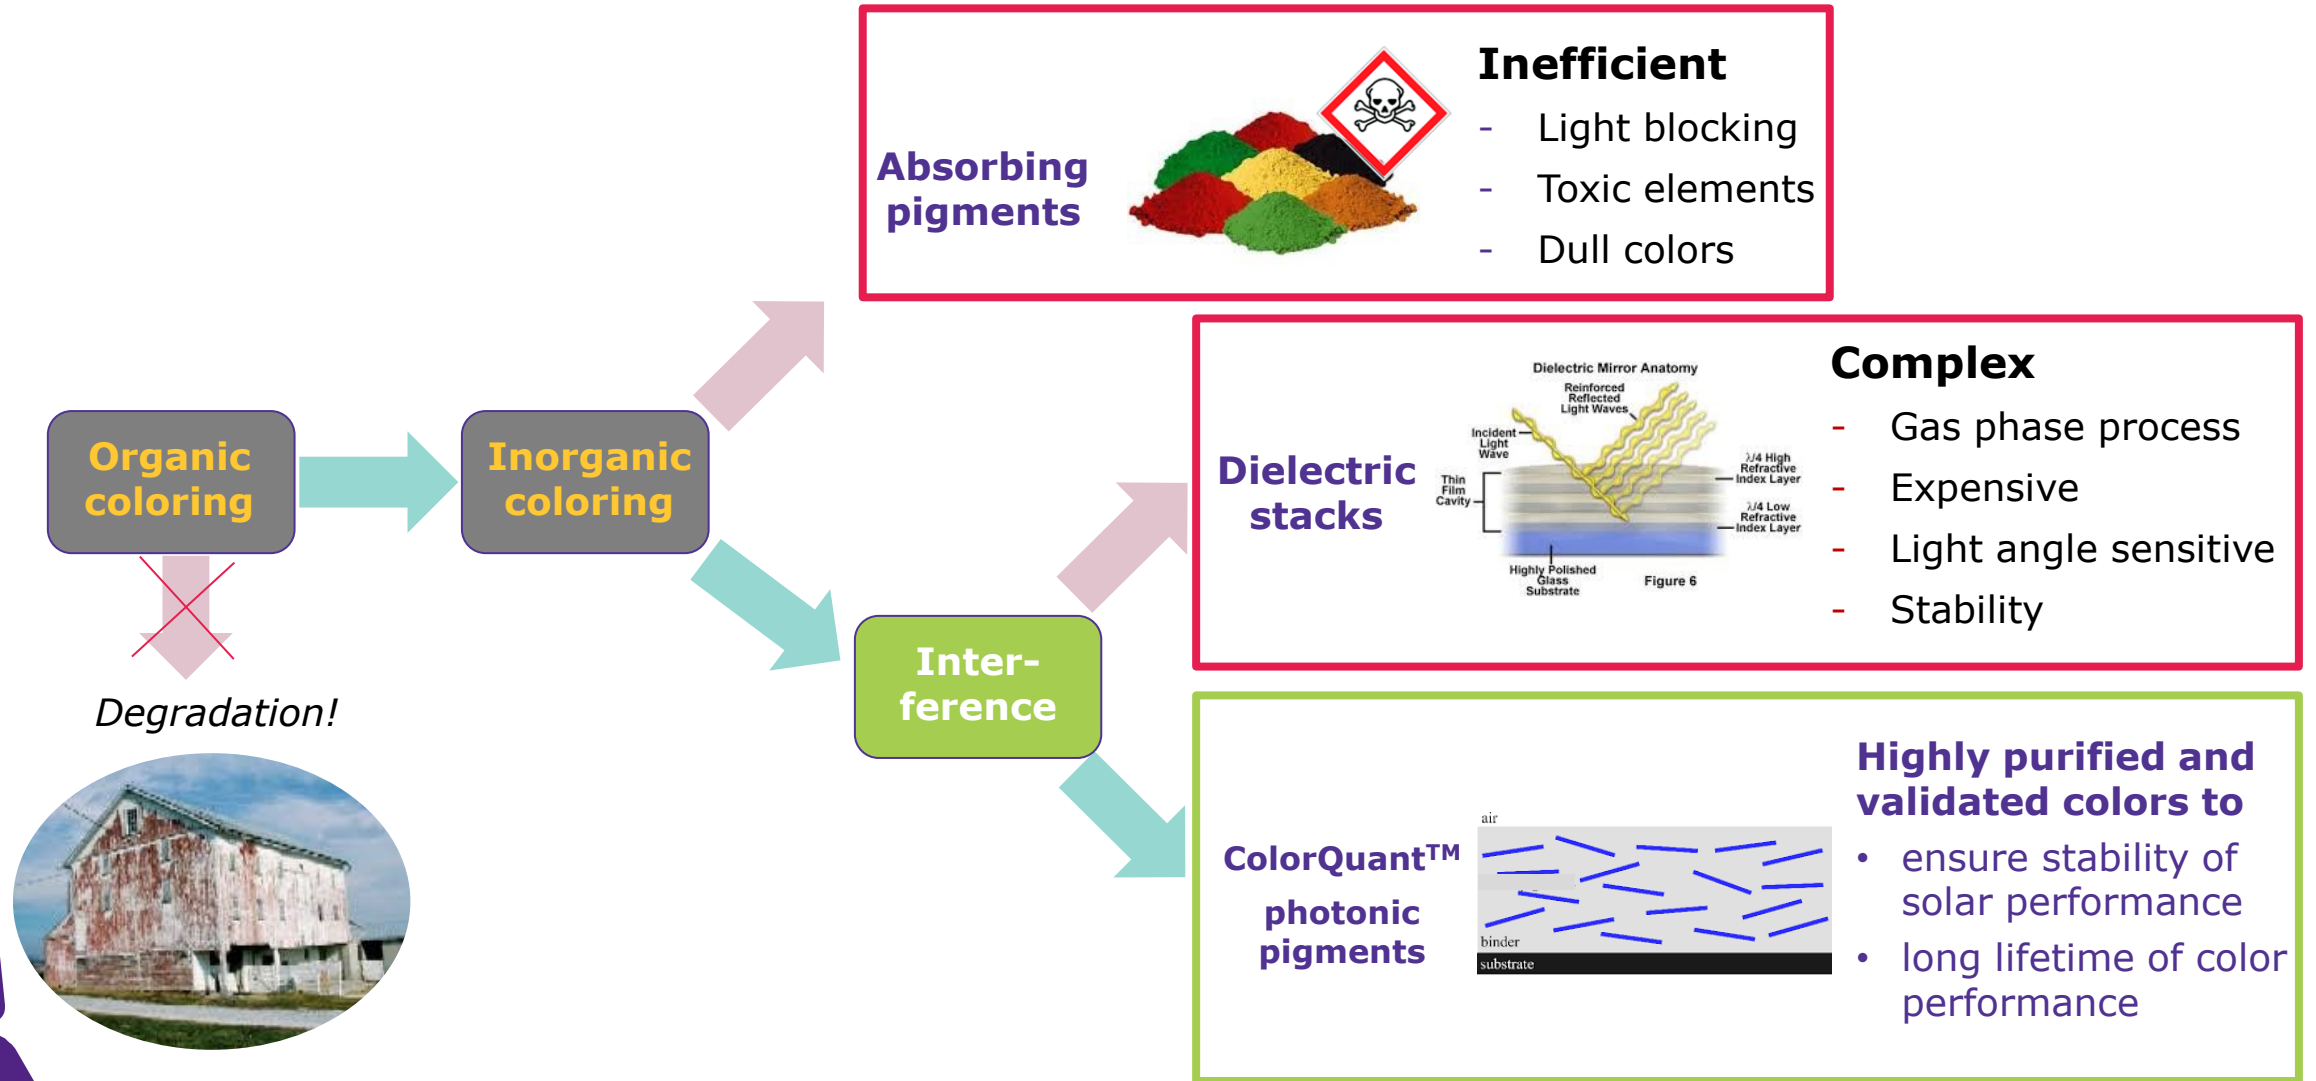 Absorbing
pigments
Inefficient
- Light blocking
- Toxic elements
- Dull colors
Organic
coloring
Inorganic
coloring
Degradation!
Inter-
ference
Dielectric
stacks
Dielectric Mirror Anatomy
Reinforced
Reflected
Light Waves
Incident
Light
Wave
Thin
Film
Cavity
λ/4 High
Refractive
Index Layer
λ/4 Low
Refractive
Index Layer
Highly Polished
Glass
Substrate
Figure 6
Complex
- Gas phase process
- Expensive
- Light angle sensitive
- Stability
ColorQuant™
photonic
pigments
air
binder
substrate
Highly purified and
validated colors to
• ensure stability of
solar performance
• long lifetime of color
performance